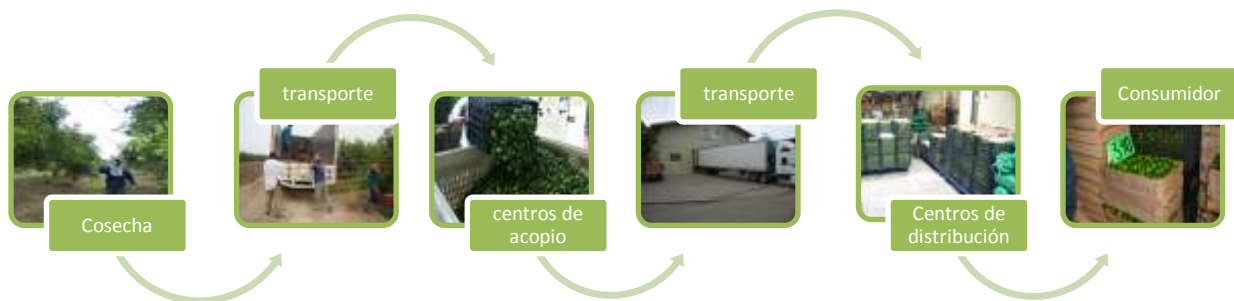 Cosecha
transporte
centros de
acopio
transporte
Centros de
distribución
Consumidor